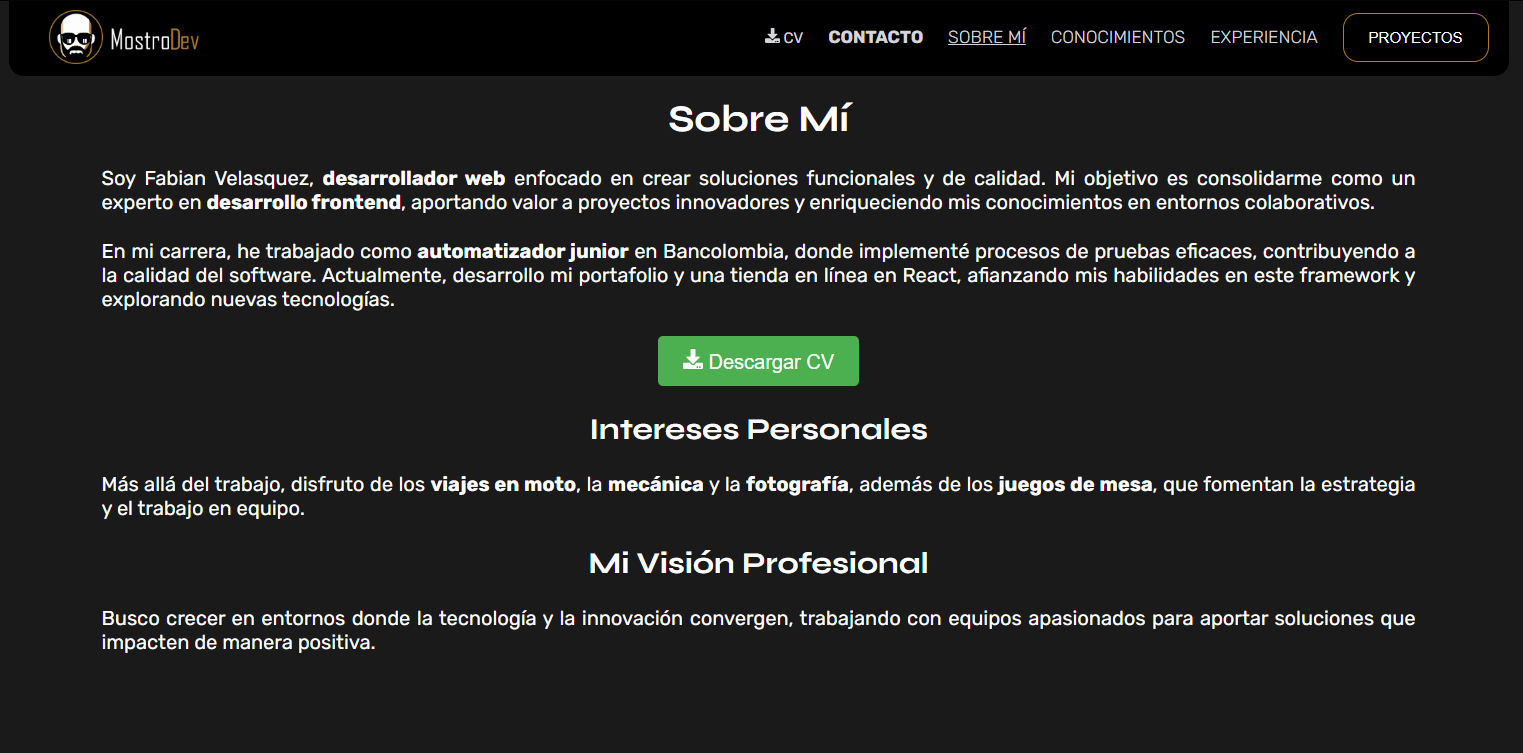 MostroDev
CV
CONTACTO
SOBRE MÍ
CONOCIMIENTOS
EXPERIENCIA
PROYECTOS
Sobre Mí
Soy Fabian Velasquez, desarrollador web enfocado en crear soluciones funcionales y de calidad. Mi objetivo es consolidarme como un
experto en desarrollo frontend, aportando valor a proyectos innovadores y enriqueciendo mis conocimientos en entornos colaborativos.
En mi carrera, he trabajado como automatizador junior en Bancolombia, donde implementé procesos de pruebas eficaces, contribuyendo a
la calidad del software. Actualmente, desarrollo mi portafolio y una tienda en línea en React, afianzando mis habilidades en este framework y
explorando nuevas tecnologías.
Descargar CV
Intereses Personales
Más allá del trabajo, disfruto de los viajes en moto, la mecánica y la fotografía, además de los juegos de mesa, que fomentan la estrategia
y el trabajo en equipo.
Mi Visión Profesional
Busco crecer en entornos donde la tecnología y la innovación convergen, trabajando con equipos apasionados para aportar soluciones que
impacten de manera positiva.